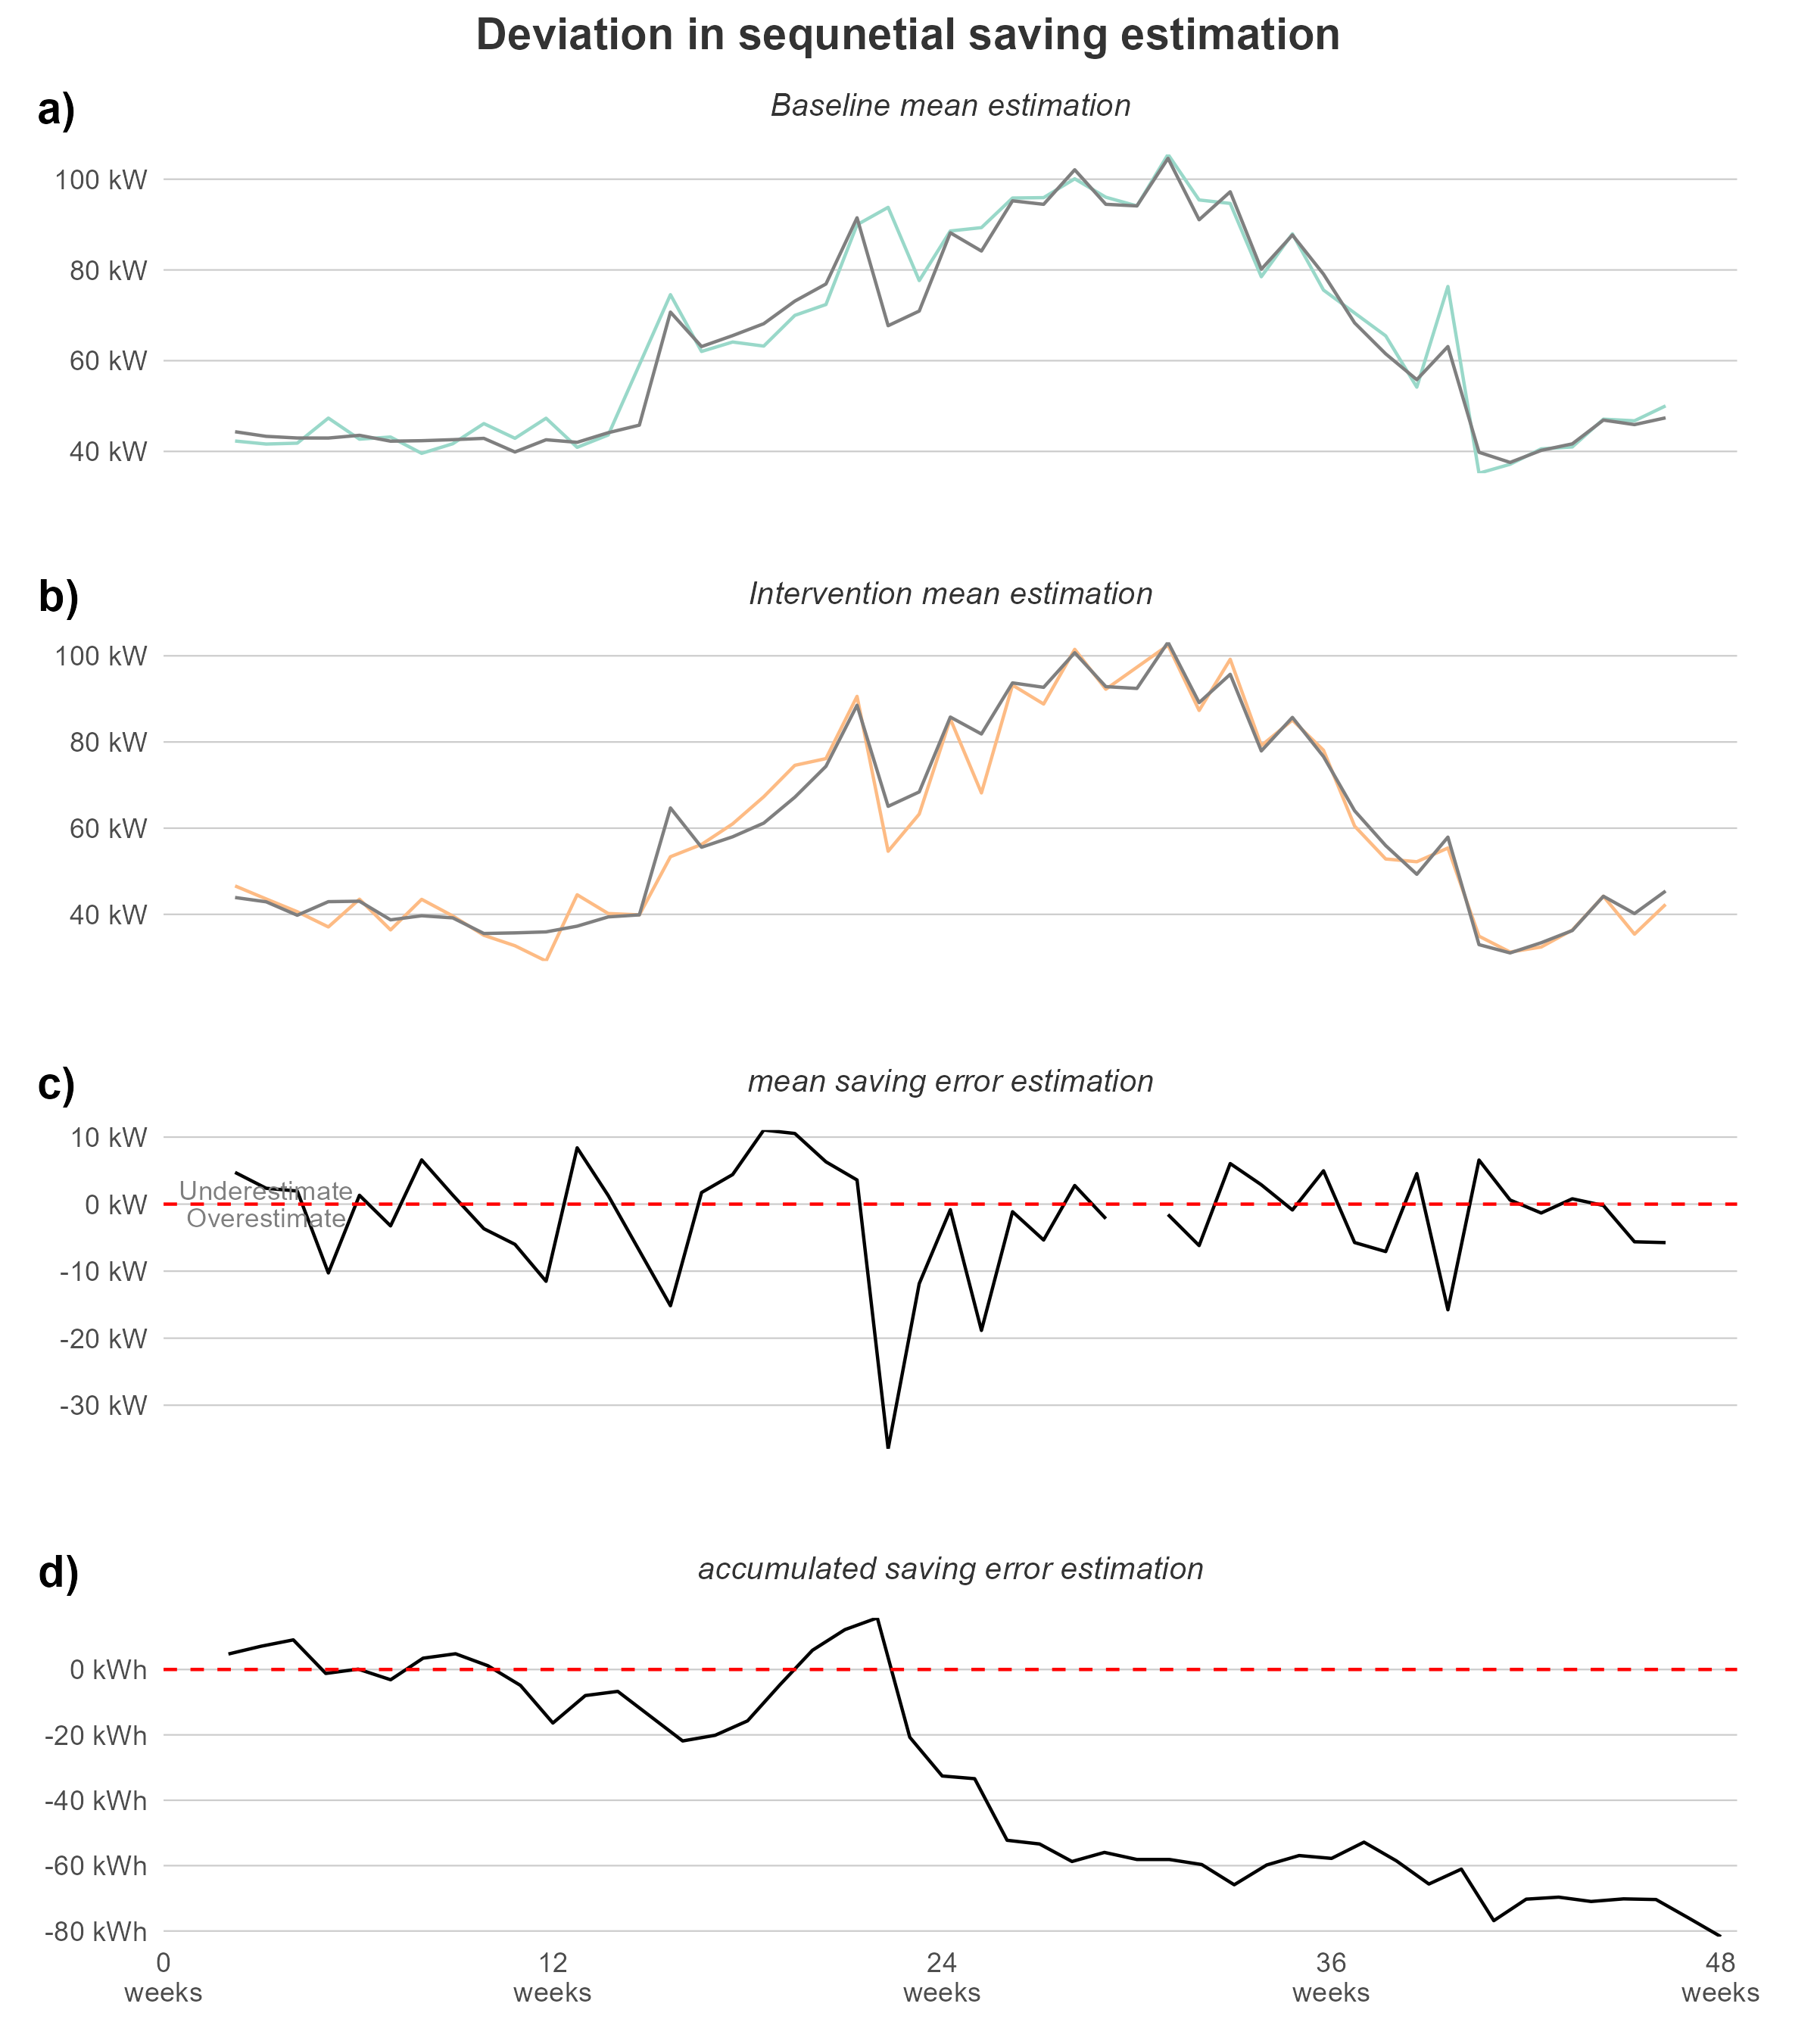 Deviation in sequnetial saving estimation
a)
Baseline mean estimation
100 kW
80 kW
60 kW
40 kW
b)
Intervention mean estimation
100 kW
80 kW
60 kW
40 kW
c)
mean saving error estimation
10 kW
Underestimate
0 kW
Overestimate
-10 kW
-20 kW
-30 kW
d)
accumulated saving error estimation
0 kWh
-20 kWh
-40 kWh
-60 kWh
-80 kWh
0 12 24 36 48
weeks weeks weeks weeks weeks